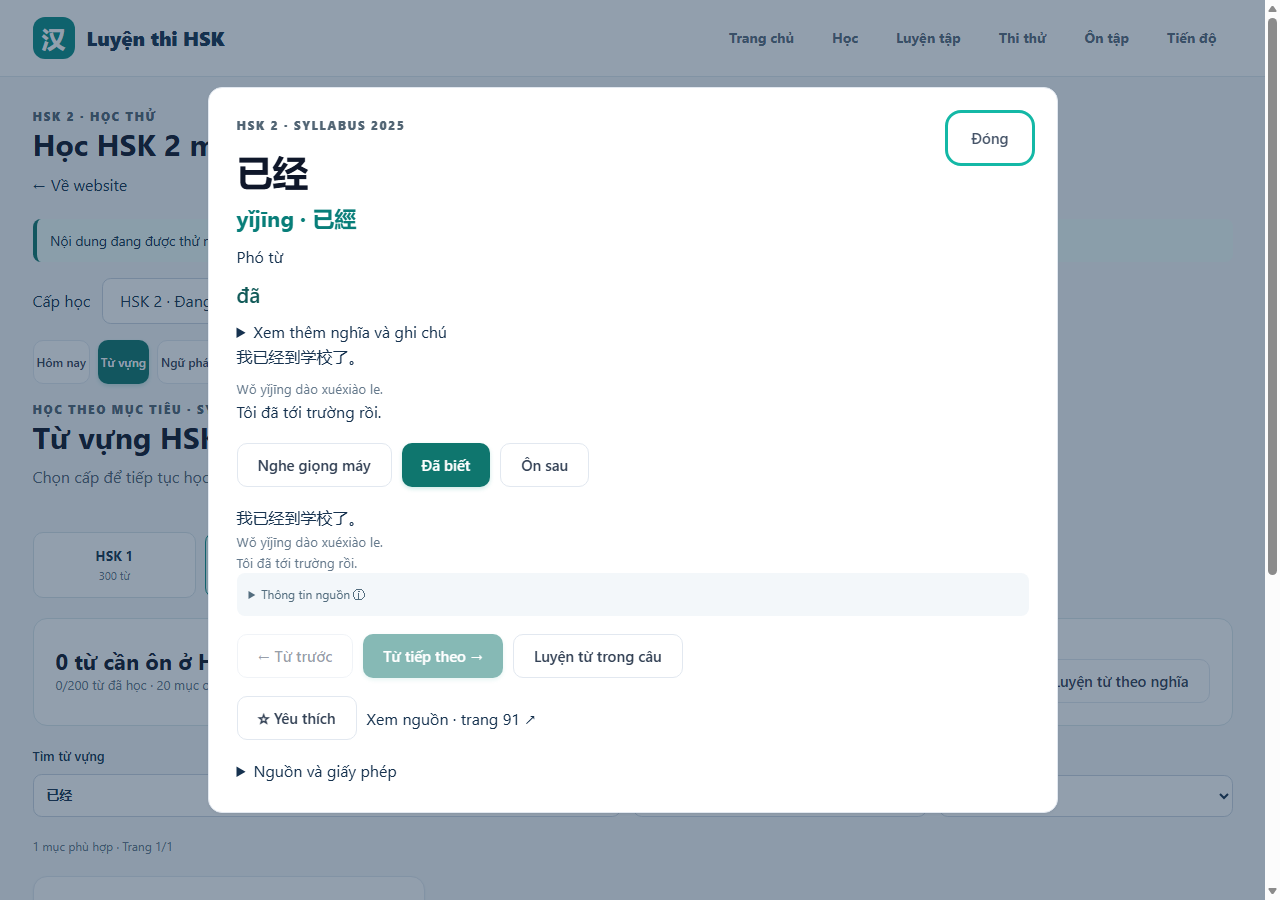 汉 Luyện thi HSK
Trang chủ Học Luyện tập Thi thử Ôn tập Tiến độ
HSK 2 · HỌC THỬ
Học HSK 2 m
← Về website
Nội dung đang được thử n
Cấp học HSK 2 · Đang
Hôm nay Từ vựng Ngữ phá
HỌC THEO MỤC TIÊU · SY
Từ vựng HSK
Chọn cấp để tiếp tục học
HSK 1
300 từ
0 từ cần ôn ở H
0/200 từ đã học · 20 mục c
Luyện từ theo nghĩa
Tìm từ vựng
已经
1 mục phù hợp · Trang 1/1
HSK 2 · SYLLABUS 2025
Đóng
已经
yǐjīng · 已經
Phó từ
đã
▶ Xem thêm nghĩa và ghi chú
我已经到学校了。
Wǒ yǐjīng dào xuéxiào le.
Tôi đã tới trường rồi.
Nghe giọng máy Đã biết Ôn sau
我已经到学校了。
Wǒ yǐjīng dào xuéxiào le.
Tôi đã tới trường rồi.
▶ Thông tin nguồn ⓘ
← Từ trước Từ tiếp theo → Luyện từ trong câu
☆ Yêu thích Xem nguồn · trang 91 ↗
▶ Nguồn và giấy phép